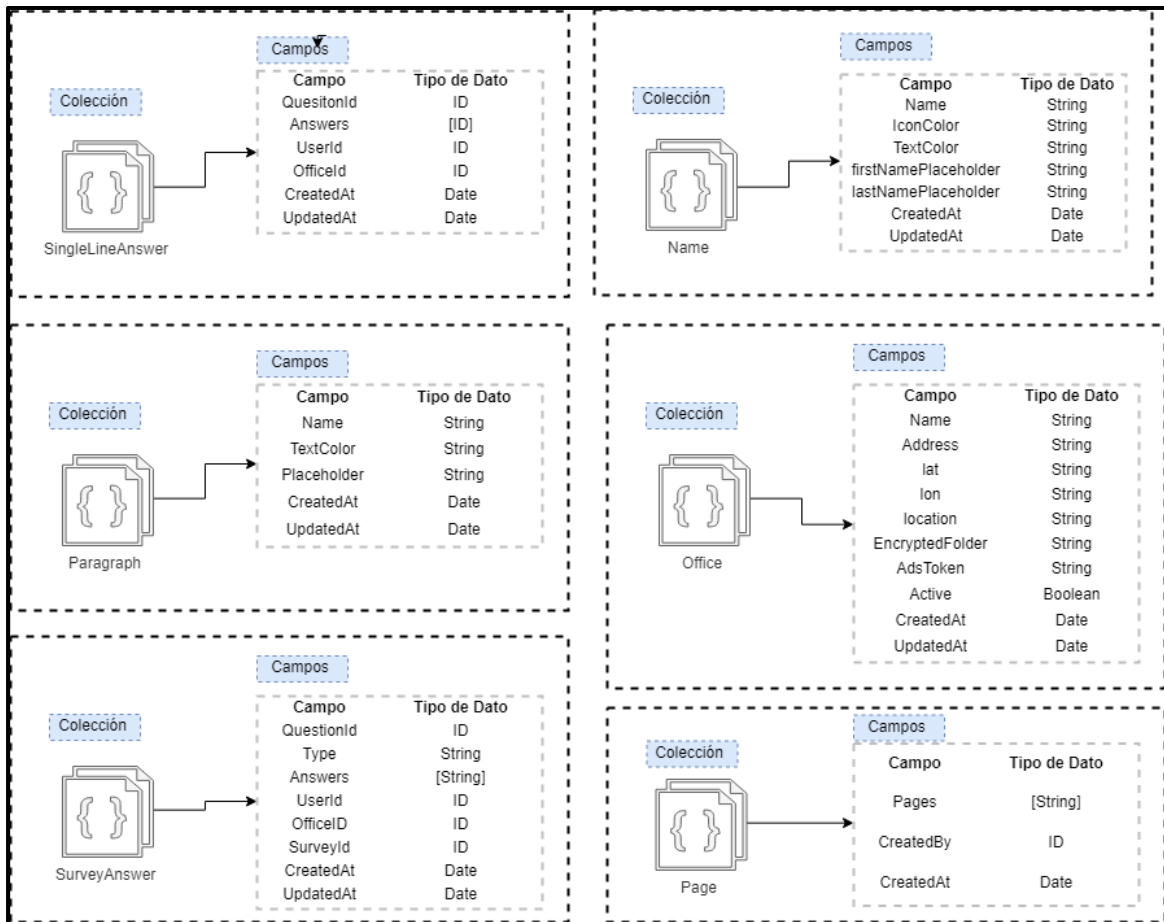 Campos
Colección
Campo Tipo de Dato
QuesitonId ID
Answers [ID]
UserId ID
OfficeId ID
CreatedAt Date
UpdatedAt Date
SingleLineAnswer
Campos
Colección
Campo Tipo de Dato
Name String
IconColor String
TextColor String
firstNamePlaceholder String
lastNamePlaceholder String
CreatedAt Date
UpdatedAt Date
Name
Campos
Colección
Campo Tipo de Dato
Name String
TextColor String
Placeholder String
CreatedAt Date
UpdatedAt Date
Paragraph
Campos
Colección
Campo Tipo de Dato
Name String
Address String
lat String
lon String
location String
EncryptedFolder String
AdsToken String
Active Boolean
CreatedAt Date
UpdatedAt Date
Office
Campos
Colección
Campo Tipo de Dato
QuestionId ID
Type String
Answers [String]
UserId ID
OfficeID ID
SurveyId ID
CreatedAt Date
UpdatedAt Date
SurveyAnswer
Campos
Colección
Campo Tipo de Dato
Pages [String]
CreatedBy ID
CreatedAt Date
Page